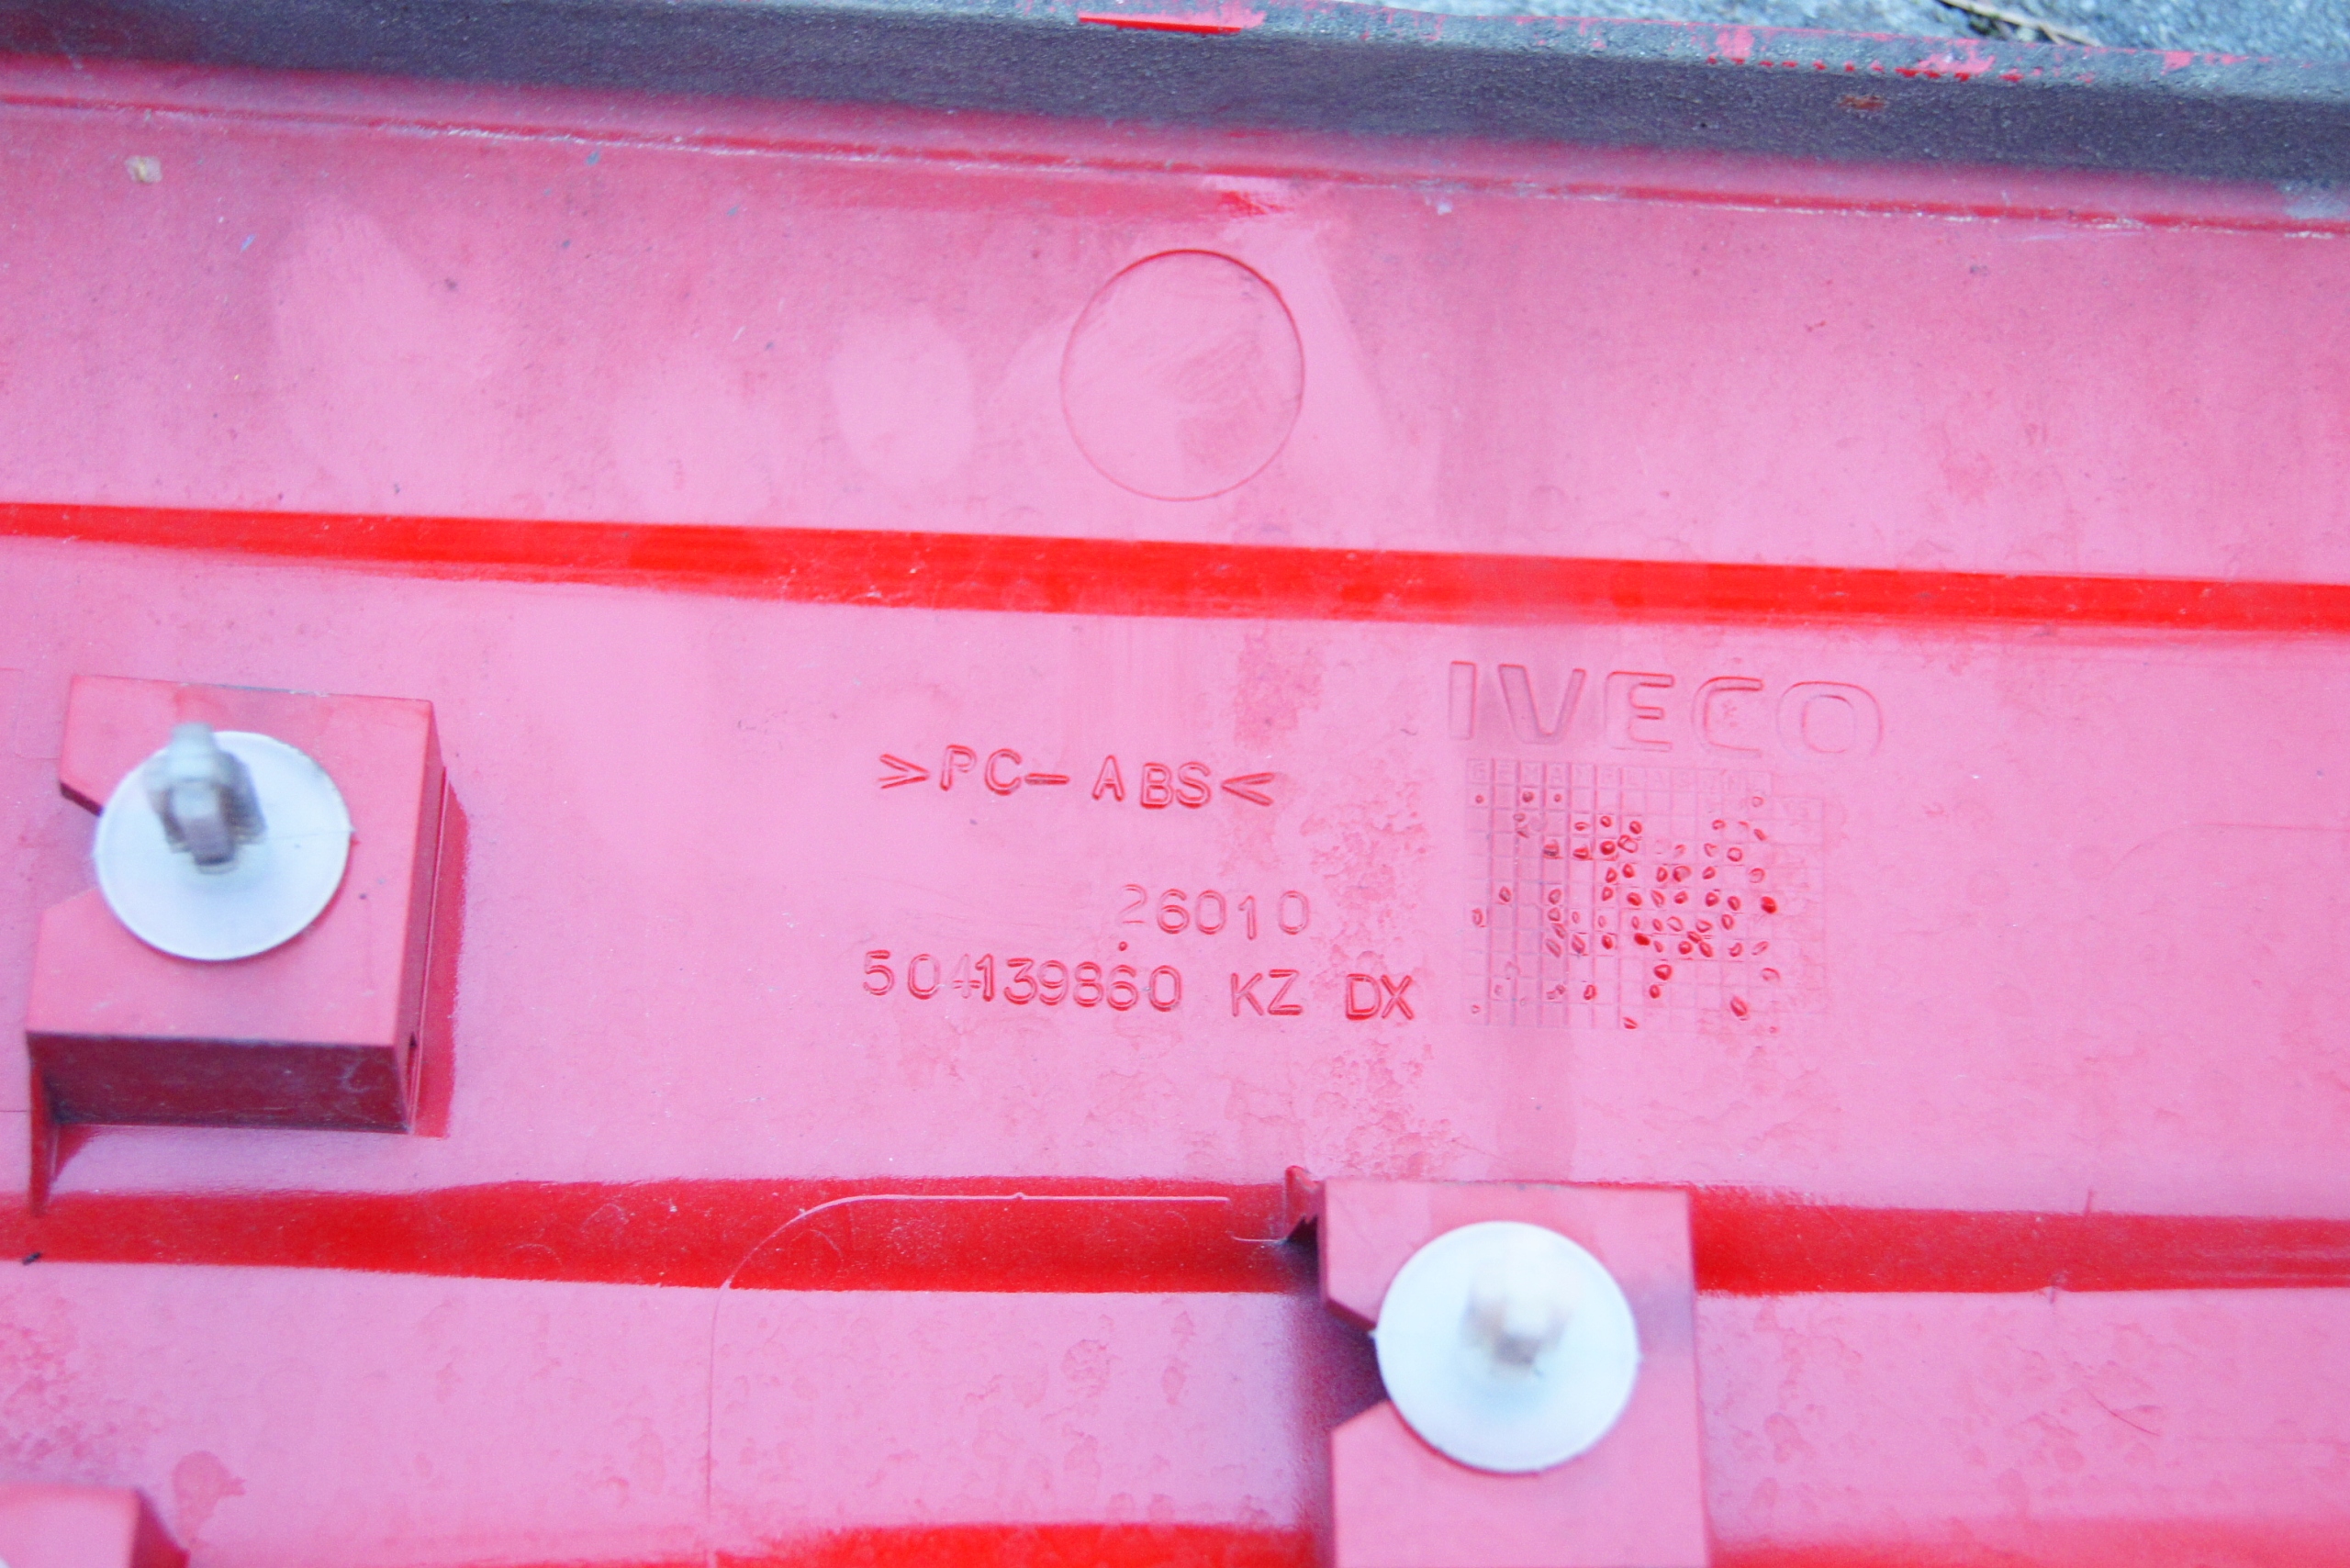 IVECO
>PC-ABS<
26010
504139860 KZ DX